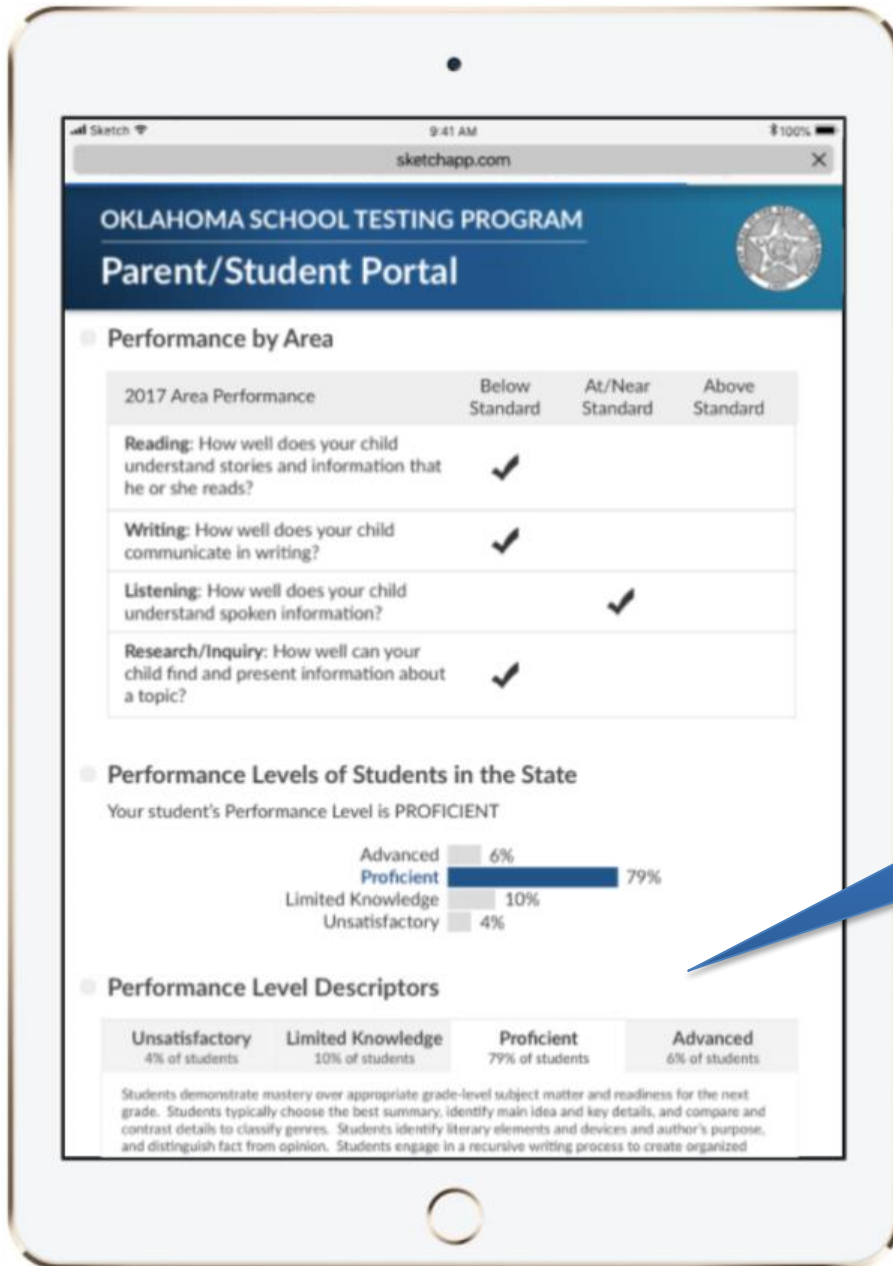 Sketch
9:41 AM
100%
sketchapp.com
OKLAHOMA SCHOOL TESTING PROGRAM
Parent/Student Portal
Performance by Area
2017 Area Performance
Below Standard
At/Near Standard
Above Standard
Reading: How well does your child
understand stories and information that
he or she reads?
Writing: How well does your child
communicate in writing?
Listening: How well does your child
understand spoken information?
Research/Inquiry: How well can your
child find and present information about
a topic?
Performance Levels of Students in the State
Your student's Performance Level is PROFICIENT
Advanced 6%
Proficient 79%
Limited Knowledge 10%
Unsatisfactory 4%
Performance Level Descriptors
Unsatisfactory
4% of students
Limited Knowledge
10% of students
Proficient
79% of students
Advanced
6% of students
Students demonstrate mastery over appropriate grade-level subject matter and readiness for the next
grade. Students typically choose the best summary, identify main idea and key details, and compare and
contrast details to classify genres. Students identify literary elements and devices and author's purpose,
and distinguish fact from opinion. Students engage in a recursive writing process to create organized